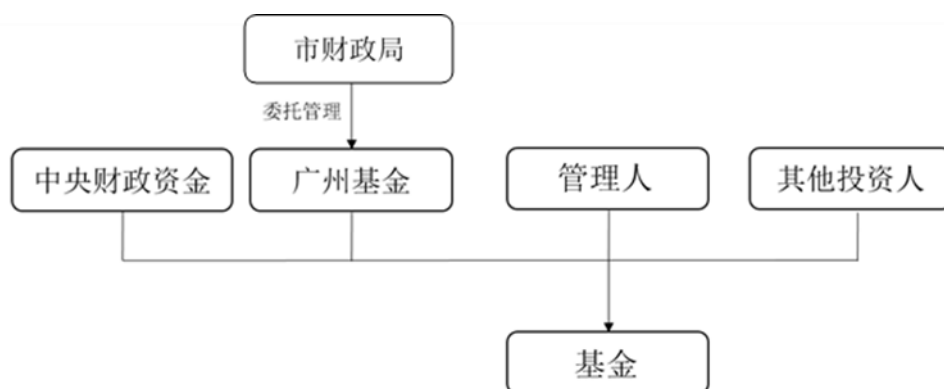 市财政局
委托管理
中央财政资金
广州基金
管理人
其他投资人
基金